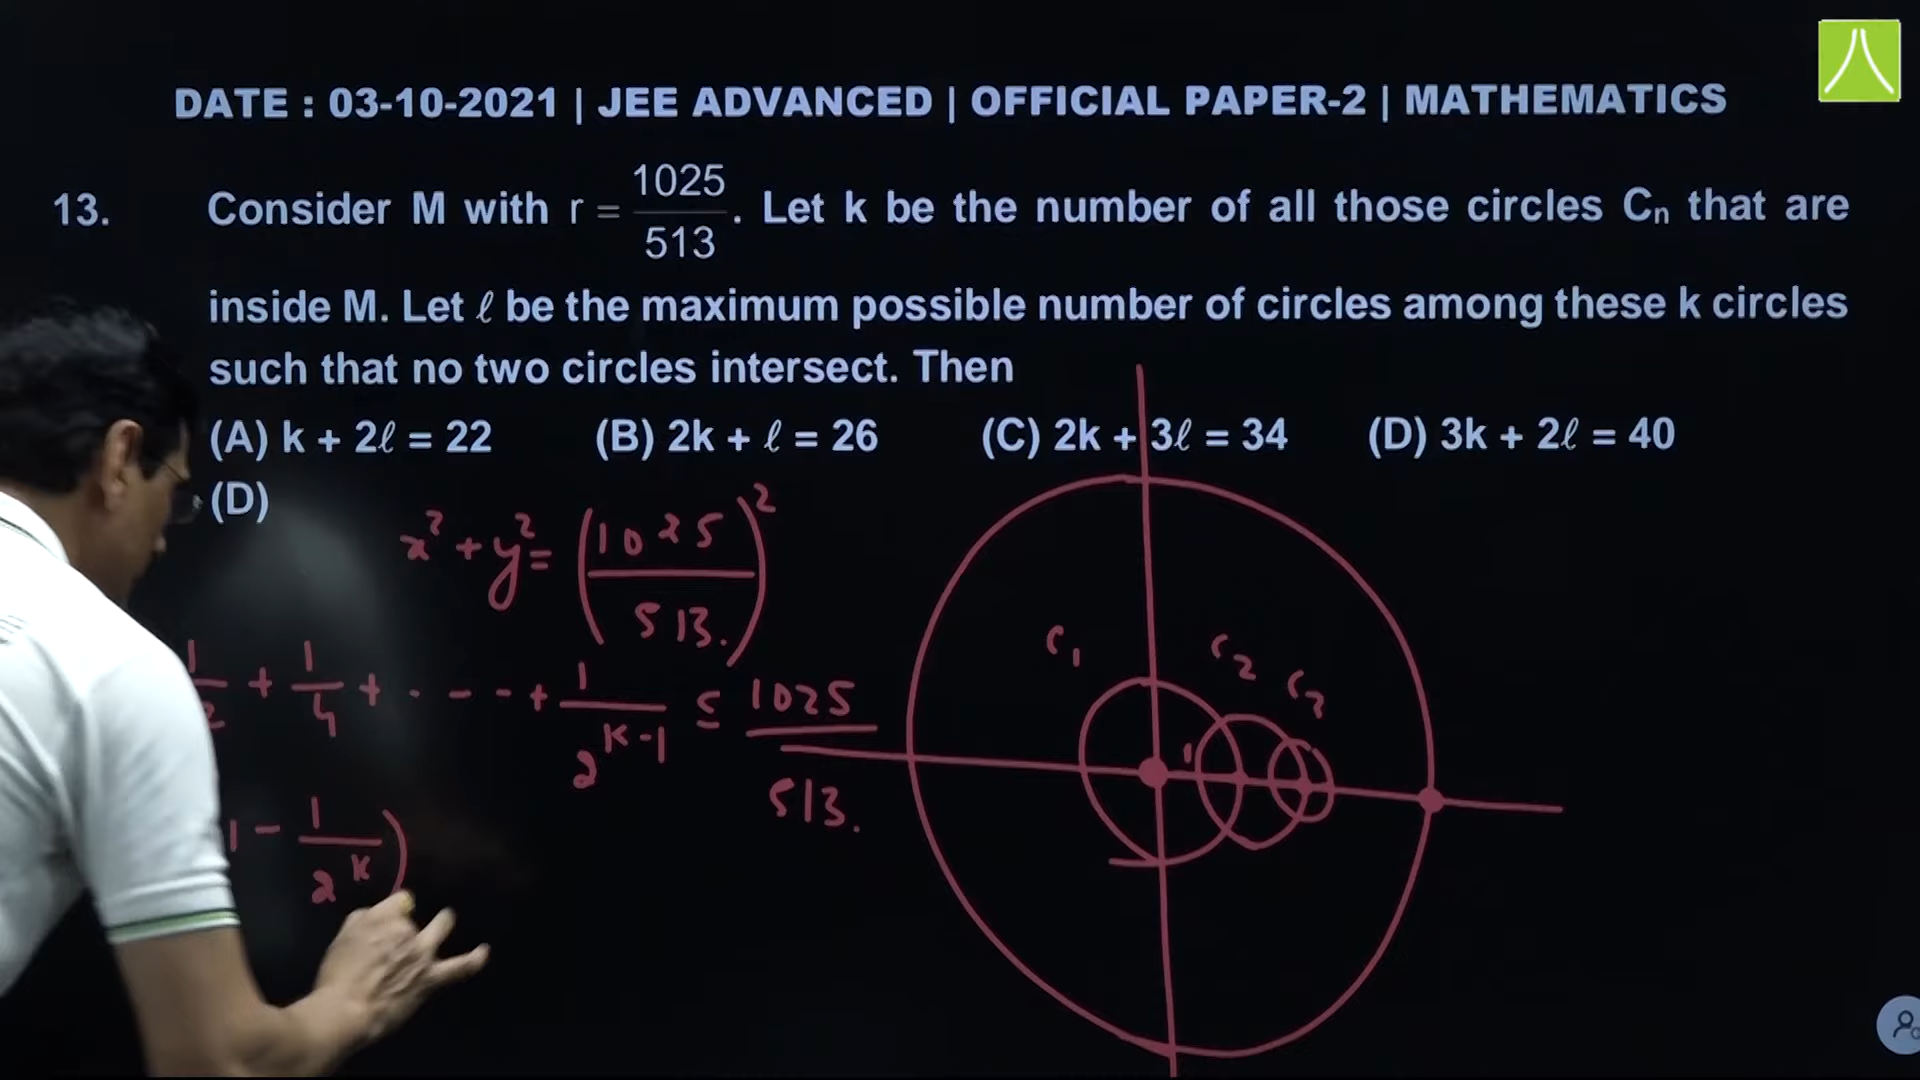 DATE : 03-10-2021 | JEE ADVANCED | OFFICIAL PAPER-2 | MATHEMATICS
13. Consider M with r = 1025/513. Let k be the number of all those circles Cₙ that are
inside M. Let ℓ be the maximum possible number of circles among these k circles
such that no two circles intersect. Then
(A) k + 2ℓ = 22 (B) 2k + ℓ = 26 (C) 2k + 3ℓ = 34 (D) 3k + 2ℓ = 40
(D)
x² + y² = (1025/513.)²
1/2 + 1/4 + . - - - + 1/2^(K-1) ≤ 1025/513.
1 - 1/2^K)
C₁ C₂ C₃
1